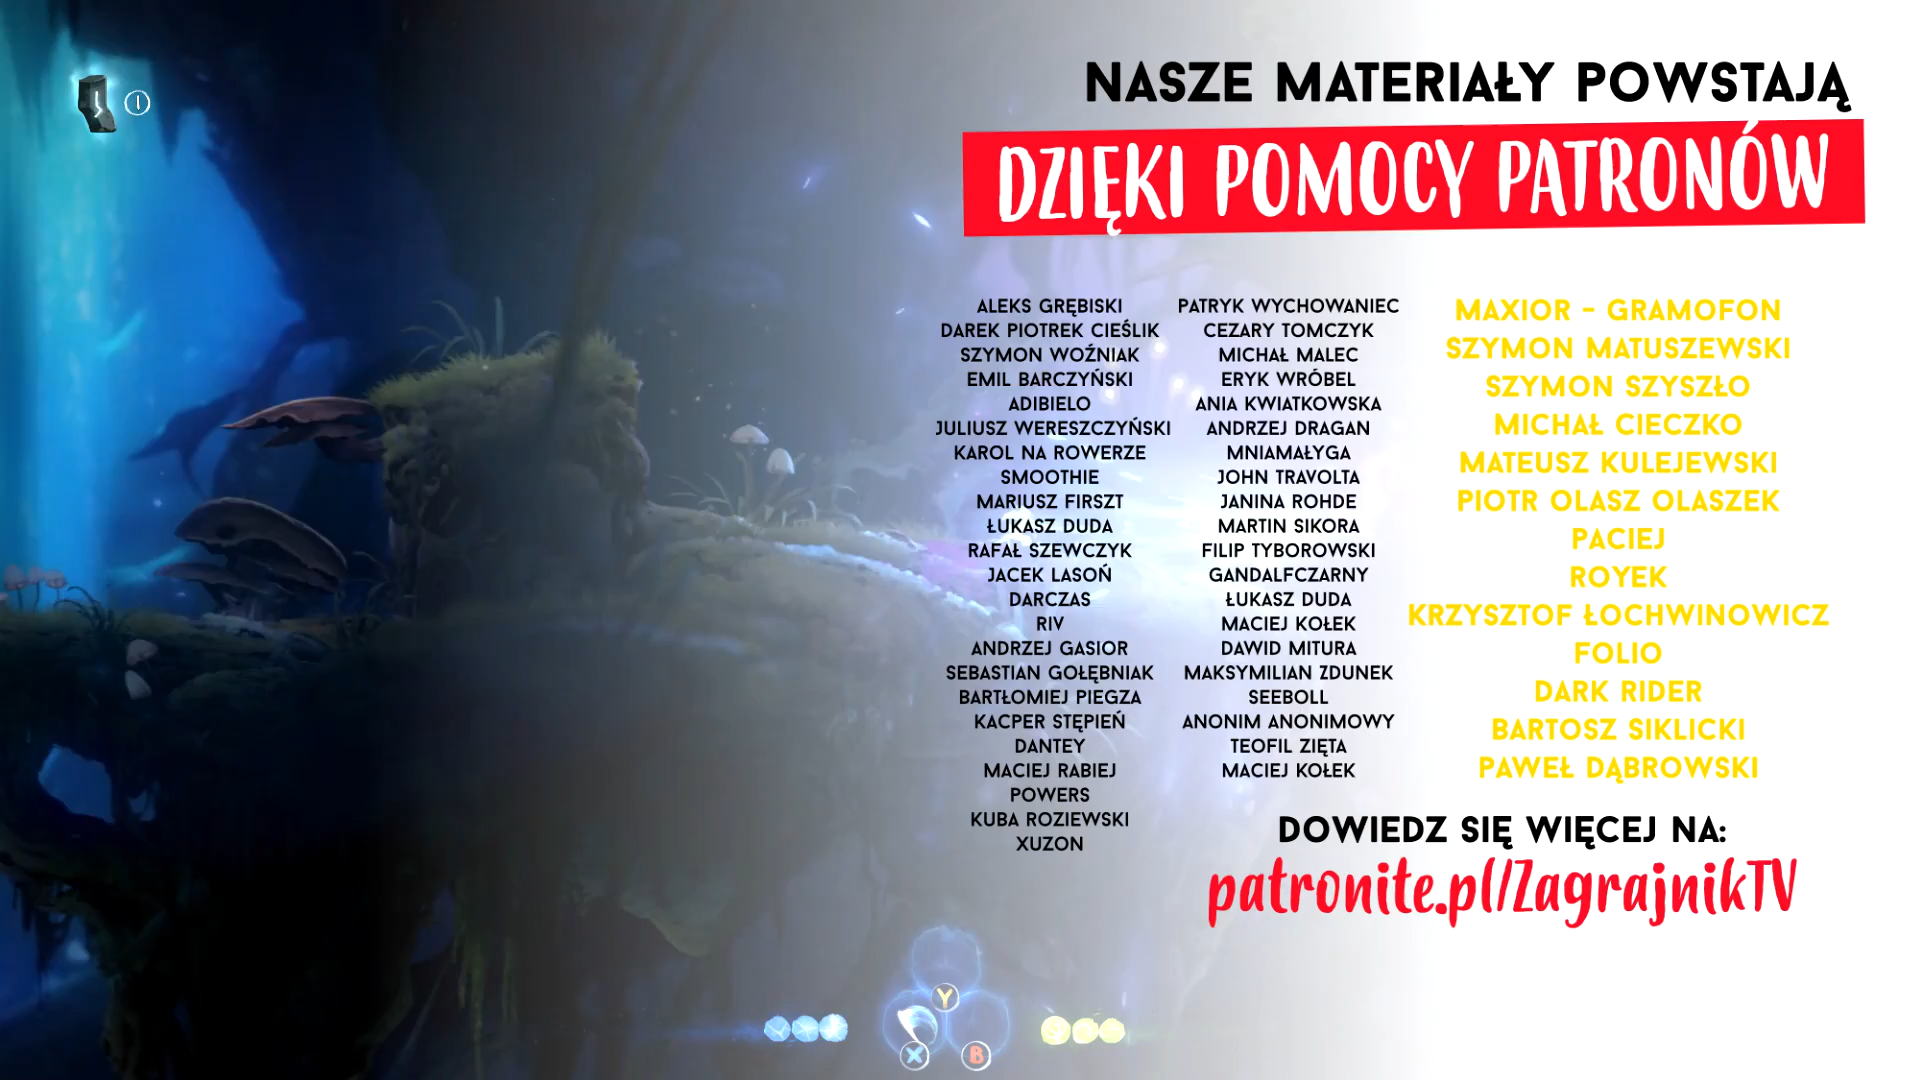 NASZE MATERIAŁY POWSTAJĄ
DZIĘKI POMOCY PATRONÓW
ALEKS GRĘBISKI
DAREK PIOTREK CIEŚLIK
SZYMON WOŹNIAK
EMIL BARCZYŃSKI
ADIBIELO
JULIUSZ WERESZCZYŃSKI
KAROL NA ROWERZE
SMOOTHIE
MARIUSZ FIRSZT
ŁUKASZ DUDA
RAFAŁ SZEWCZYK
JACEK LASOŃ
DARCZAS
RIV
ANDRZEJ GASIOR
SEBASTIAN GOŁĘBNIAK
BARTŁOMIEJ PIEGZA
KACPER STĘPIEŃ
DANTEY
MACIEJ RABIEJ
POWERS
KUBA ROZIEWSKI
XUZON
PATRYK WYCHOWANIEC
CEZARY TOMCZYK
MICHAŁ MALEC
ERYK WRÓBEL
ANIA KWIATKOWSKA
ANDRZEJ DRAGAN
MNIAMAŁYGA
JOHN TRAVOLTA
JANINA ROHDE
MARTIN SIKORA
FILIP TYBOROWSKI
GANDALFCZARNY
ŁUKASZ DUDA
MACIEJ KOŁEK
DAWID MITURA
MAKSYMILIAN ZDUNEK
SEEBOLL
ANONIM ANONIMOWY
TEOFIL ZIĘTA
MACIEJ KOŁEK
MAXIOR - GRAMOFON
SZYMON MATUSZEWSKI
SZYMON SZYSZŁO
MICHAŁ CIECZKO
MATEUSZ KULEJEWSKI
PIOTR OLASZ OLASZEK
PACIEJ
ROYEK
KRZYSZTOF ŁOCHWINOWICZ
FOLIO
DARK RIDER
BARTOSZ SIKLICKI
PAWEŁ DĄBROWSKI
DOWIEDZ SIĘ WIĘCEJ NA:
patronite.pl/ZagrajnikTV
Y
X B